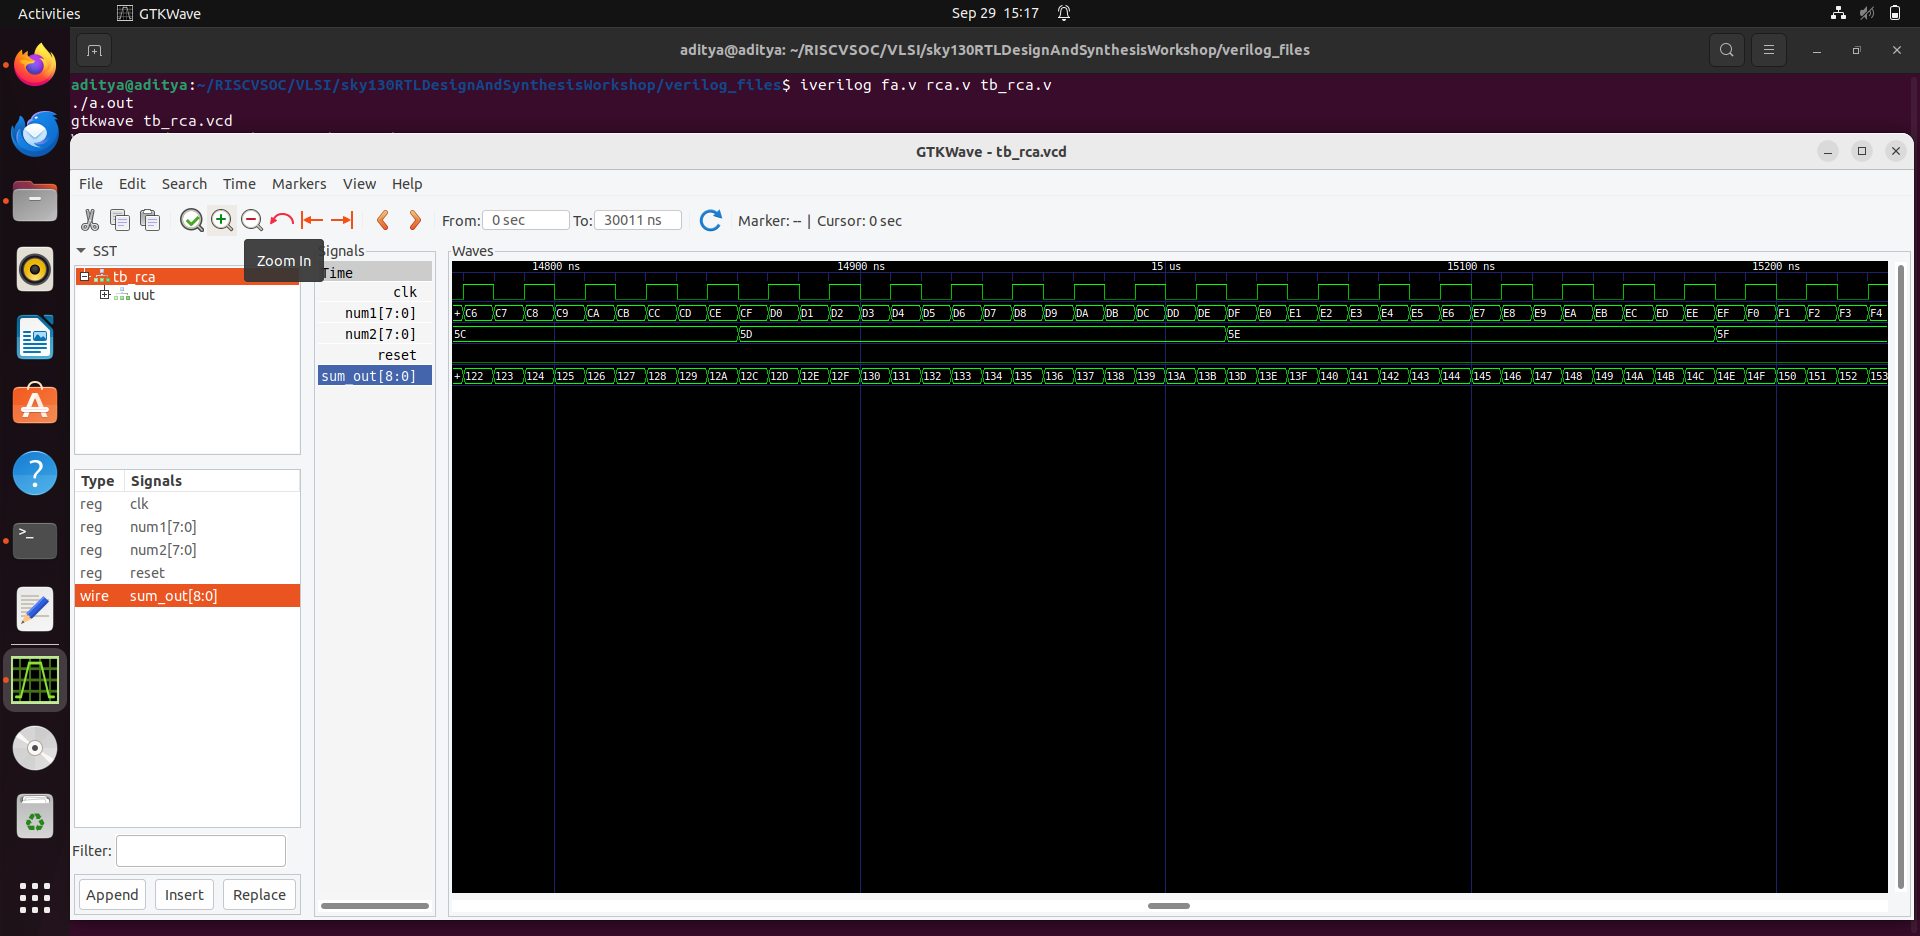 Activities GTKWave Sep 29 15:17
aditya@aditya: ~/RISCVSOC/VLSI/sky130RTLDesignAndSynthesisWorkshop/verilog_files
aditya@aditya:~/RISCVSOC/VLSI/sky130RTLDesignAndSynthesisWorkshop/verilog_files$ iverilog fa.v rca.v tb_rca.v
./a.out
gtkwave tb_rca.vcd
GTKWave - tb_rca.vcd
File Edit Search Time Markers View Help
From: 0 sec To: 30011 ns Marker: -- | Cursor: 0 sec
SST
Zoom In
tb_rca
uut
Type Signals
reg clk
reg num1[7:0]
reg num2[7:0]
reg reset
wire sum_out[8:0]
Filter:
Append Insert Replace
Signals
Time
clk
num1[7:0]
num2[7:0]
reset
sum_out[8:0]
Waves
14800 ns 14900 ns 15 us 15100 ns 15200 ns
+ C6 C7 C8 C9 CA CB CC CD CE CF D0 D1 D2 D3 D4 D5 D6 D7 D8 D9 DA DB DC DD DE DF E0 E1 E2 E3 E4 E5 E6 E7 E8 E9 EA EB EC ED EE EF F0 F1 F2 F3 F4
5C 5D 5E 5F
+ 122 123 124 125 126 127 128 129 12A 12C 12D 12E 12F 130 131 132 133 134 135 136 137 138 139 13A 13B 13D 13E 13F 140 141 142 143 144 145 146 147 148 149 14A 14B 14C 14E 14F 150 151 152 153